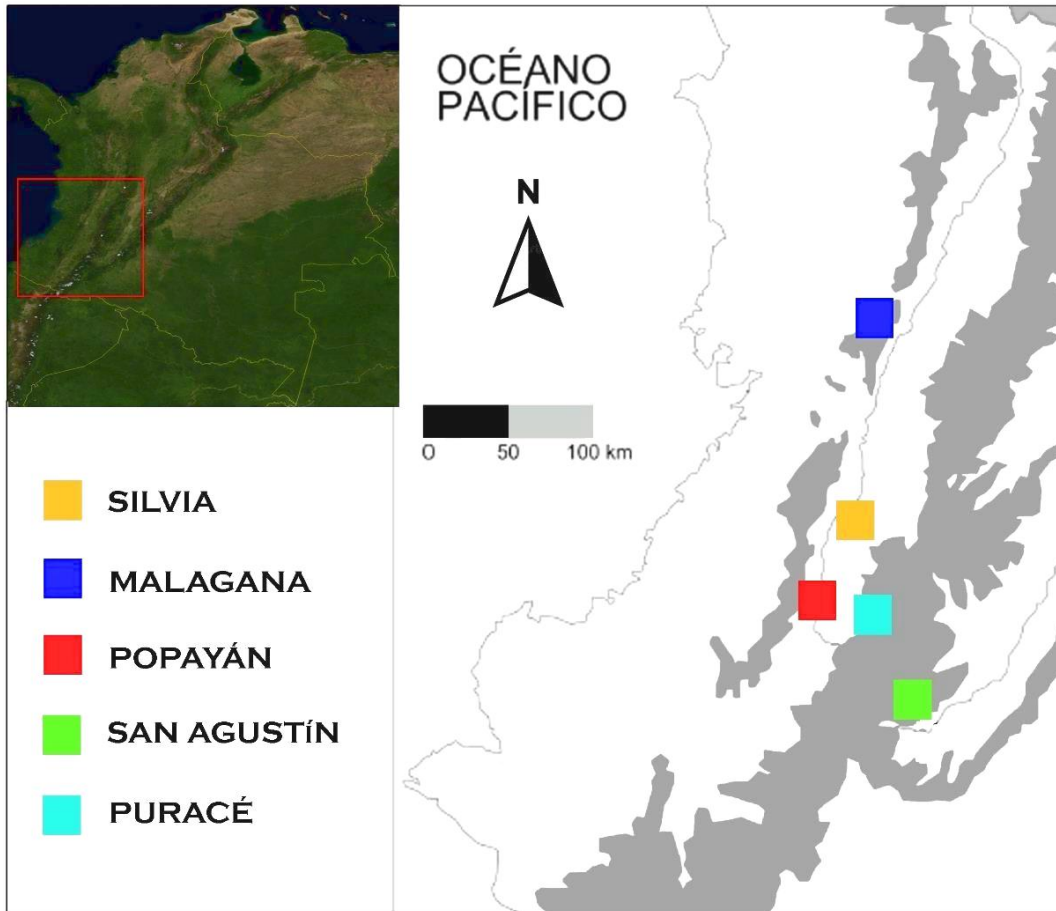 OCÉANO
PACÍFICO
N
0 50 100 km
SILVIA
MALAGANA
POPAYÁN
SAN AGUSTÍN
PURACÉ